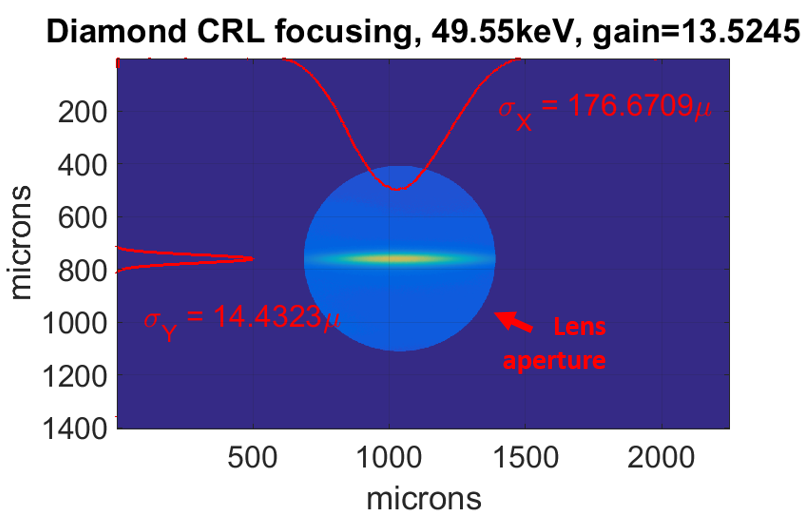 Diamond CRL focusing, 49.55keV, gain=13.5245
200
400
600
800
1000
1200
1400
microns
σX = 176.6709μ
σY = 14.4323μ
Lens
aperture
500
1000
1500
2000
microns